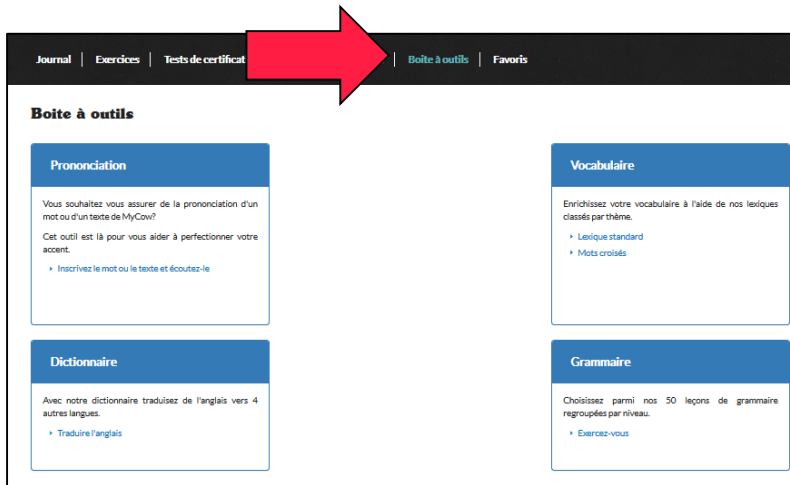 Journal | Exercices | Tests de certificat | Boite à outils | Favoris
Boite à outils
Prononciation
Vous souhaitez vous assurer de la prononciation d'un
mot ou d'un texte de MyCow?
Cet outil est là pour vous aider à perfectionner votre
accent.
Inscrivez le mot ou le texte et écoutez-le
Vocabulaire
Enrichissez votre vocabulaire à l'aide de nos lexiques
classés par thème.
Lexique standard
Mots croisés
Dictionnaire
Avec notre dictionnaire traduisez de l'anglais vers 4
autres langues.
Traduire l'anglais
Grammaire
Choisissez parmi nos 50 leçons de grammaire
regroupées par niveau.
Exercez-vous